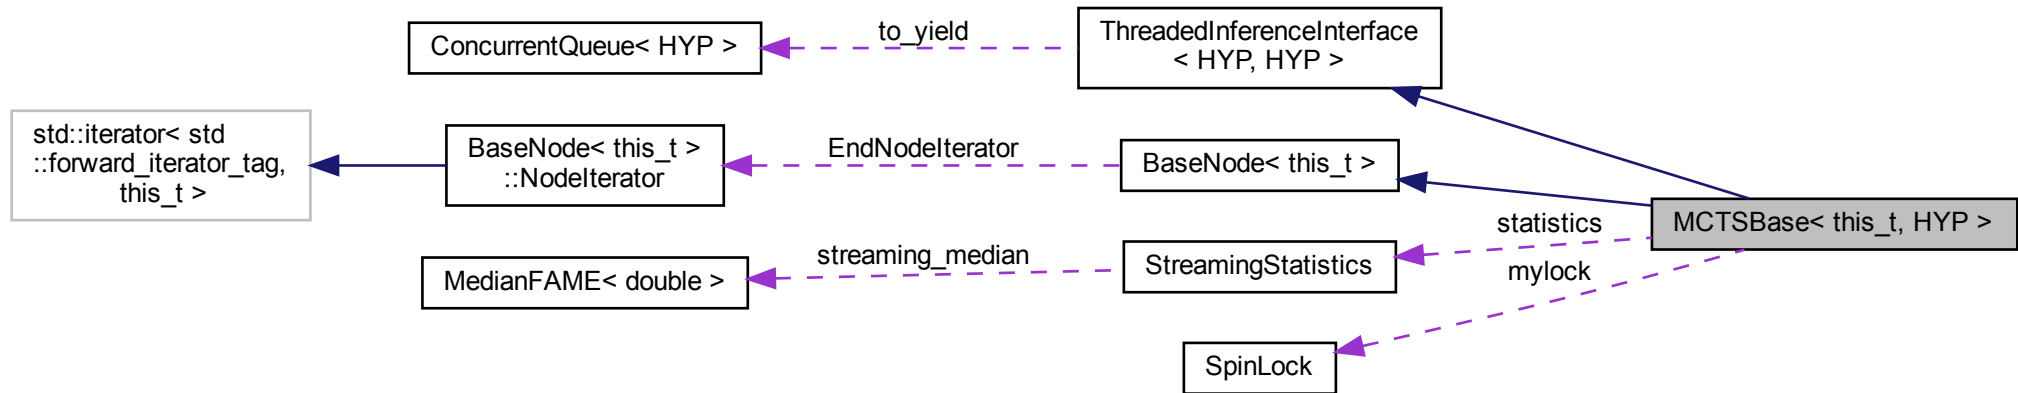 to_yield
ConcurrentQueue< HYP >
ThreadedInferenceInterface
< HYP, HYP >
std::iterator< std
::forward_iterator_tag,
this_t >
BaseNode< this_t >
::NodeIterator
EndNodeIterator
BaseNode< this_t >
MCTSBase< this_t, HYP >
statistics
streaming_median
MedianFAME< double >
StreamingStatistics
mylock
SpinLock